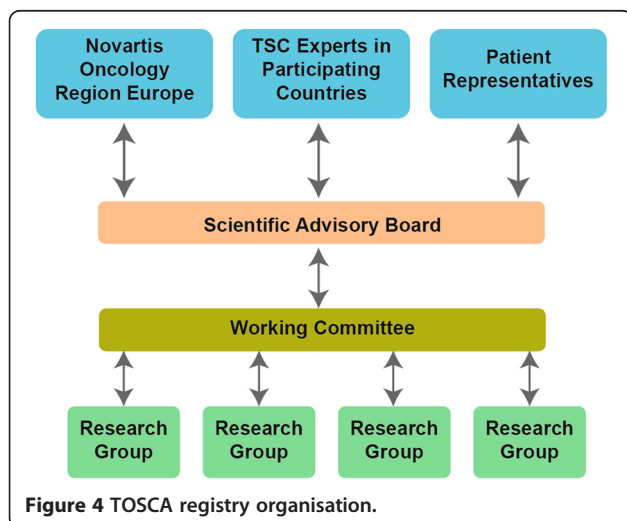 Novartis
Oncology
Region Europe
TSC Experts in
Participating
Countries
Patient
Representatives
Scientific Advisory Board
Working Committee
Research
Group
Research
Group
Research
Group
Research
Group
Figure 4 TOSCA registry organisation.